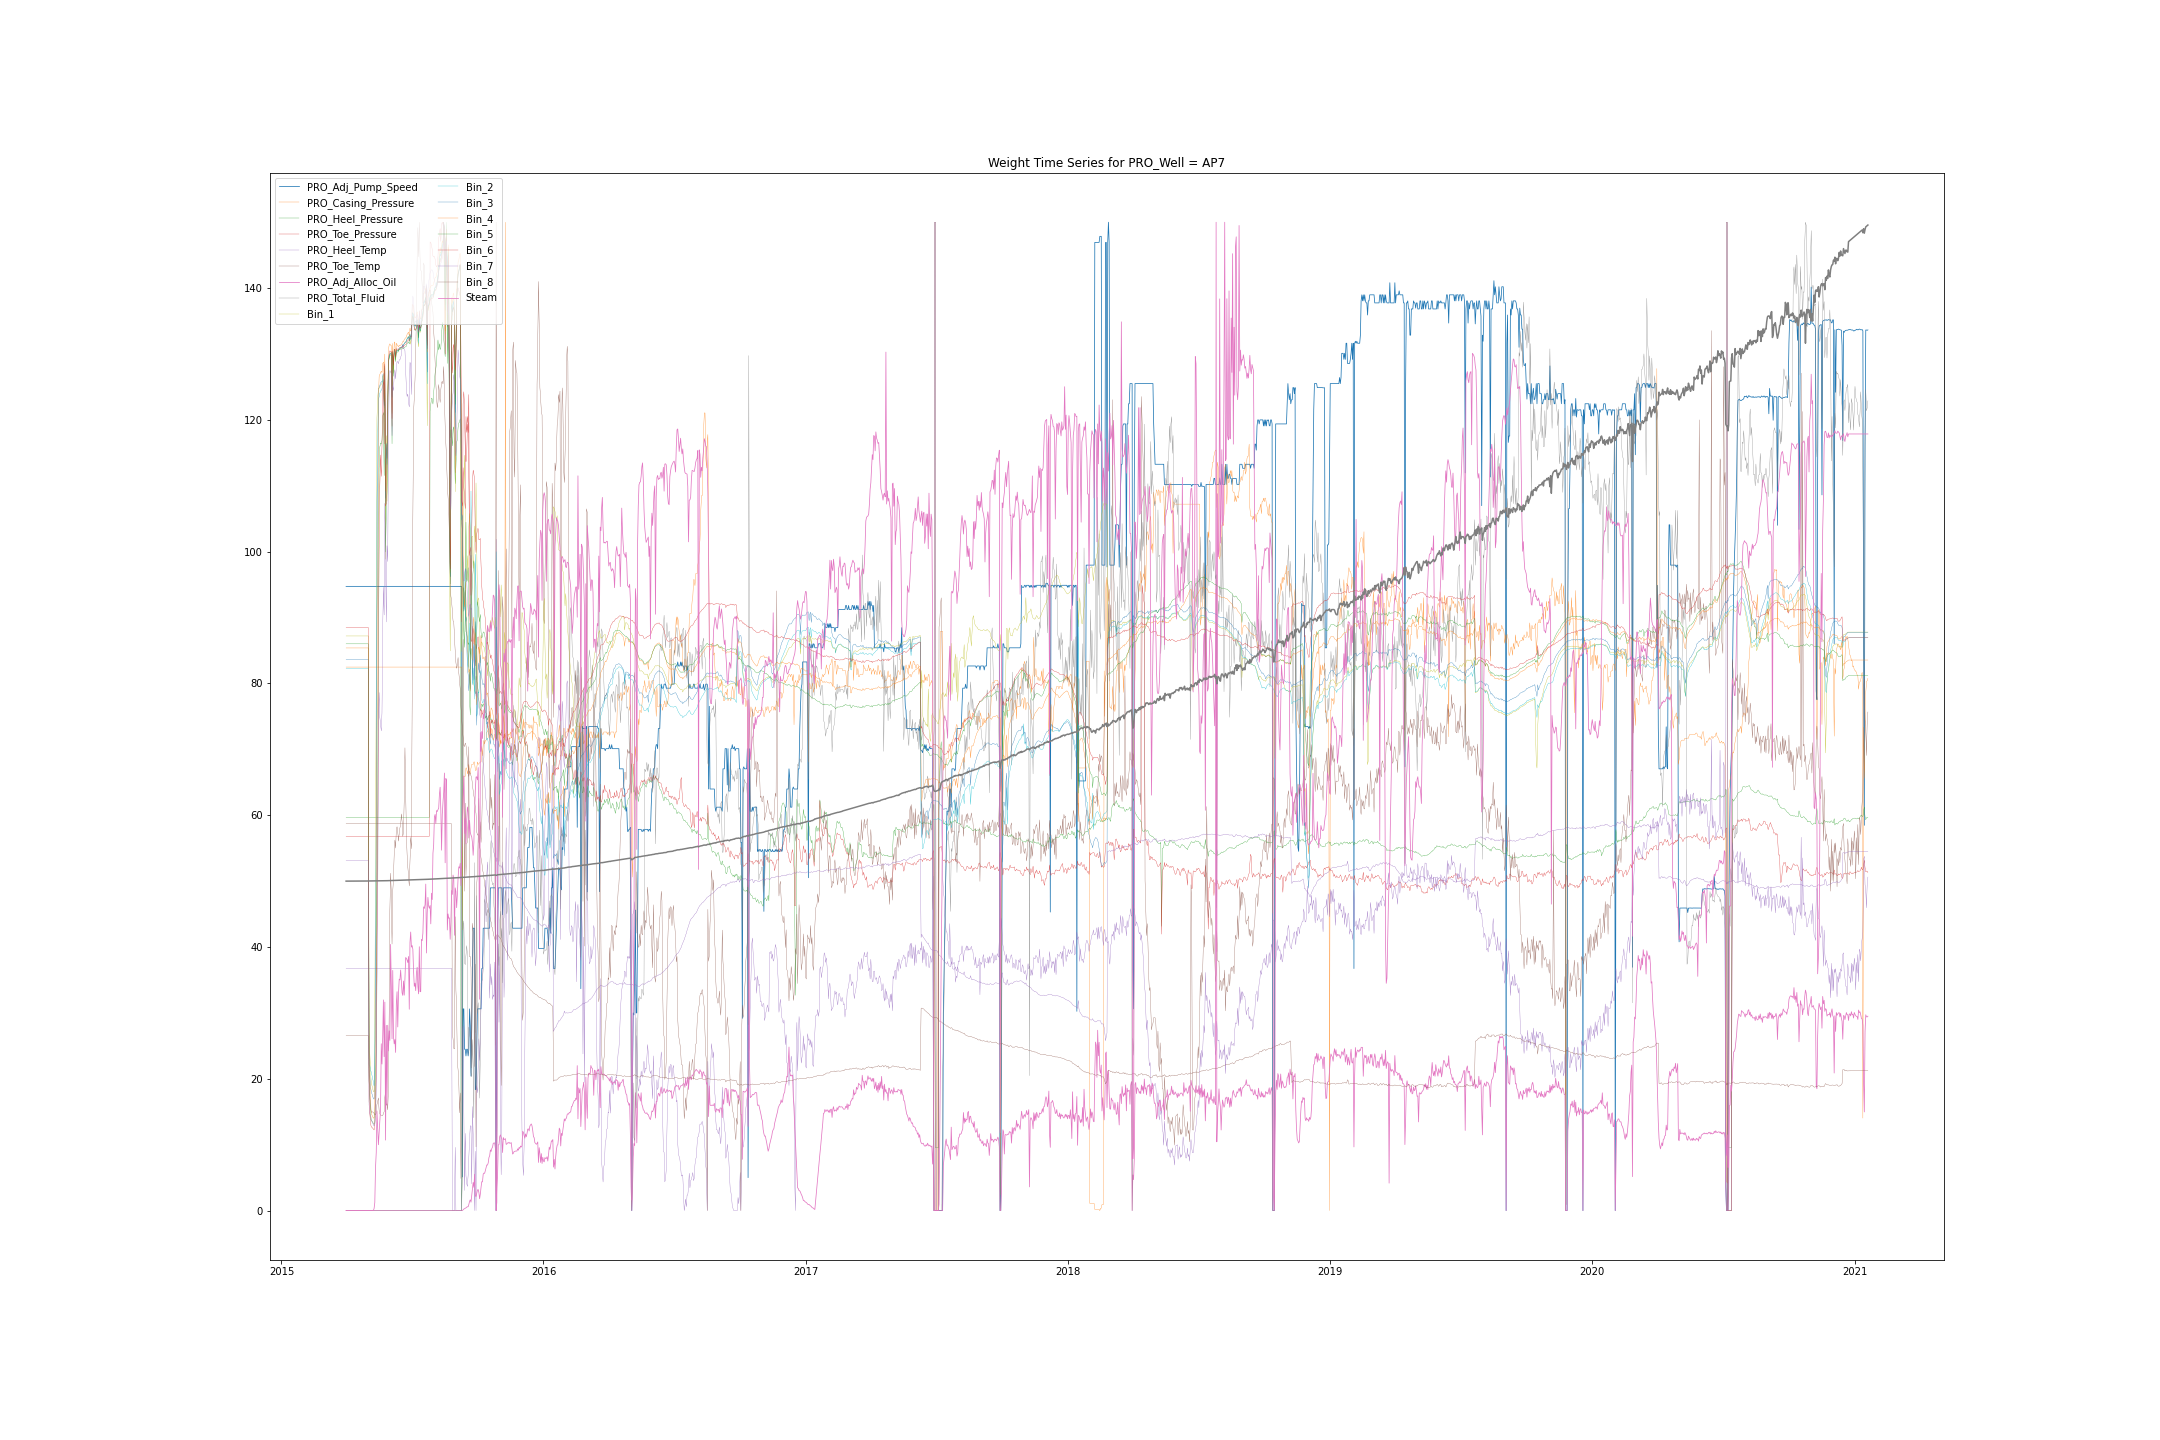 Weight Time Series for PRO_Well = AP7
PRO_Adj_Pump_Speed
PRO_Casing_Pressure
PRO_Heel_Pressure
PRO_Toe_Pressure
PRO_Heel_Temp
PRO_Toe_Temp
PRO_Adj_Alloc_Oil
PRO_Total_Fluid
Bin_1
Bin_2
Bin_3
Bin_4
Bin_5
Bin_6
Bin_7
Bin_8
Steam
140
120
100
80
60
40
20
0
2015 2016 2017 2018 2019 2020 2021